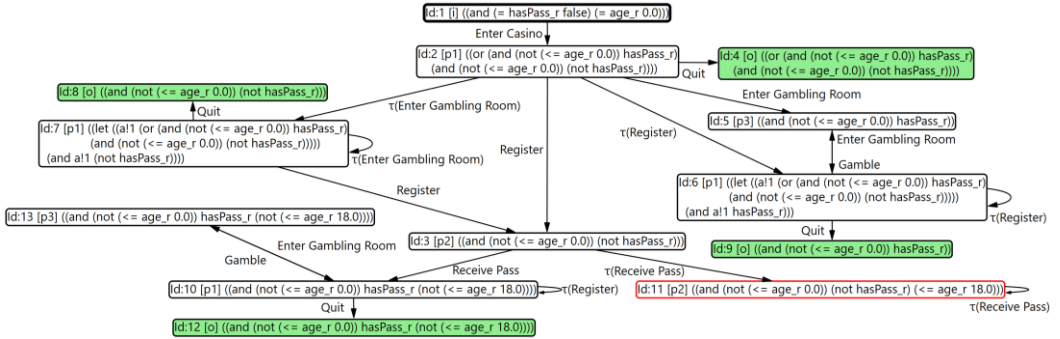 Id:1 [i] ((and (= hasPass_r false) (= age_r 0.0)))
Enter Casino
Id:2 [p1] ((or (and (not (<= age_r 0.0)) hasPass_r)
(and (not (<= age_r 0.0)) (not hasPass_r))))
Quit
Id:4 [o] ((or (and (not (<= age_r 0.0)) hasPass_r)
(and (not (<= age_r 0.0)) (not hasPass_r))))
Id:8 [o] ((and (not (<= age_r 0.0)) (not hasPass_r)))
Quit
τ(Enter Gambling Room)
Enter Gambling Room
Id:7 [p1] ((let ((a!1 (or (and (not (<= age_r 0.0)) hasPass_r)
(and (not (<= age_r 0.0)) (not hasPass_r)))))
(and a!1 (not hasPass_r))))
τ(Enter Gambling Room)
Id:5 [p3] ((and (not (<= age_r 0.0)) hasPass_r))
τ(Register)
Register
Enter Gambling Room
Gamble
Id:6 [p1] ((let ((a!1 (or (and (not (<= age_r 0.0)) hasPass_r)
(and (not (<= age_r 0.0)) (not hasPass_r)))))
(and a!1 hasPass_r)))
τ(Register)
Register
Id:13 [p3] ((and (not (<= age_r 0.0)) hasPass_r (not (<= age_r 18.0))))
Quit
Id:9 [o] ((and (not (<= age_r 0.0)) hasPass_r))
Enter Gambling Room
Gamble
Id:3 [p2] ((and (not (<= age_r 0.0)) (not hasPass_r)))
Receive Pass
τ(Receive Pass)
Id:10 [p1] ((and (not (<= age_r 0.0)) hasPass_r (not (<= age_r 18.0))))
τ(Register)
Id:11 [p2] ((and (not (<= age_r 0.0)) (not hasPass_r) (<= age_r 18.0)))
τ(Receive Pass)
Quit
Id:12 [o] ((and (not (<= age_r 0.0)) hasPass_r (not (<= age_r 18.0))))